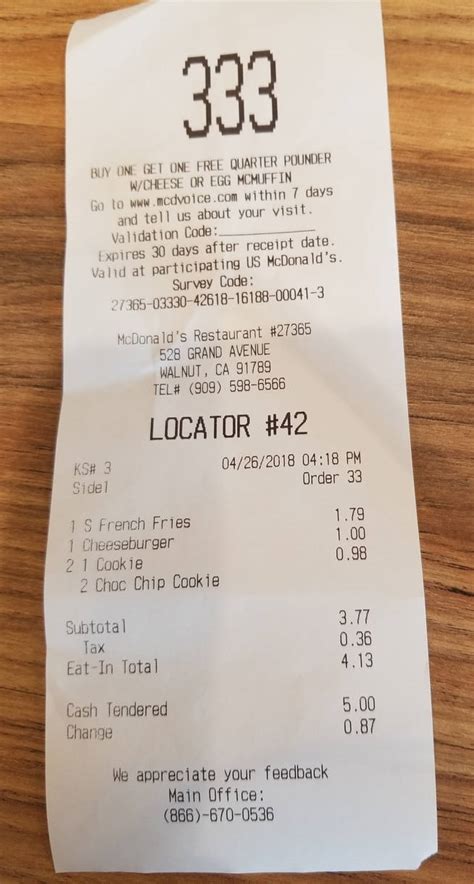 333
BUY ONE GET ONE FREE QUARTER POUNDER
W/CHEESE OR EGG MCMUFFIN
Go to www.mcdvoice.com within 7 days
and tell us about your visit.
Validation Code:__________
Expires 30 days after receipt date.
Valid at participating US McDonald's.
Survey Code:
27365-03330-42618-16188-00041-3
McDonald's Restaurant #27365
528 GRAND AVENUE
WALNUT, CA 91789
TEL# (909) 598-6566
LOCATOR #42
KS# 3 04/26/2018 04:18 PM
Side1 Order 33
1 S French Fries 1.79
1 Cheeseburger 1.00
2 1 Cookie 0.98
2 Choc Chip Cookie
Subtotal 3.77
Tax 0.36
Eat-In Total 4.13
Cash Tendered 5.00
Change 0.87
We appreciate your feedback
Main Office:
(866)-670-0536